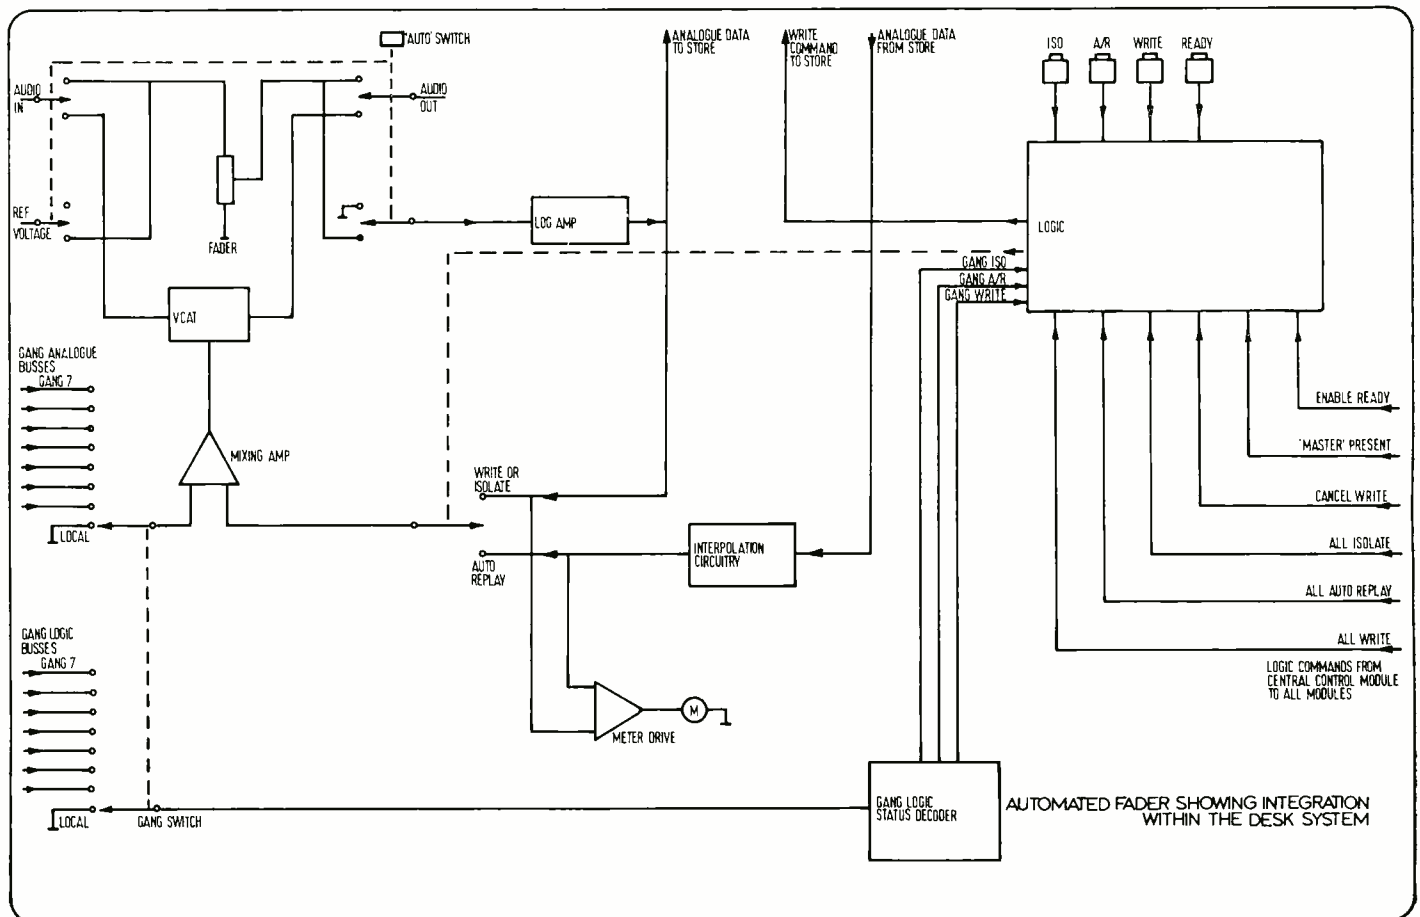 'AUTO' SWITCH
ANALOGUE DATA
TO STORE
WRITE
COMMAND
TO STORE
ANALOGUE DATA
FROM STORE
ISO
A/R
WRITE
READY
AUDIO
IN
AUDIO
OUT
REF
VOLTAGE
FADER
LOG AMP
LOGIC
GANG ISO
GANG A/R
GANG WRITE
VCAT
GANG ANALOGUE
BUSSES
GANG 7
MIXING AMP
LOCAL
WRITE OR
ISOLATE
AUTO
REPLAY
INTERPOLATION
CIRCUITRY
ENABLE READY
'MASTER' PRESENT
CANCEL WRITE
ALL ISOLATE
ALL AUTO REPLAY
ALL WRITE
LOGIC COMMANDS FROM
CENTRAL CONTROL MODULE
TO ALL MODULES
GANG LOGIC
BUSSES
GANG 7
M
METER DRIVE
LOCAL
GANG SWITCH
GANG LOGIC
STATUS DECODER
AUTOMATED FADER SHOWING INTEGRATION
WITHIN THE DESK SYSTEM